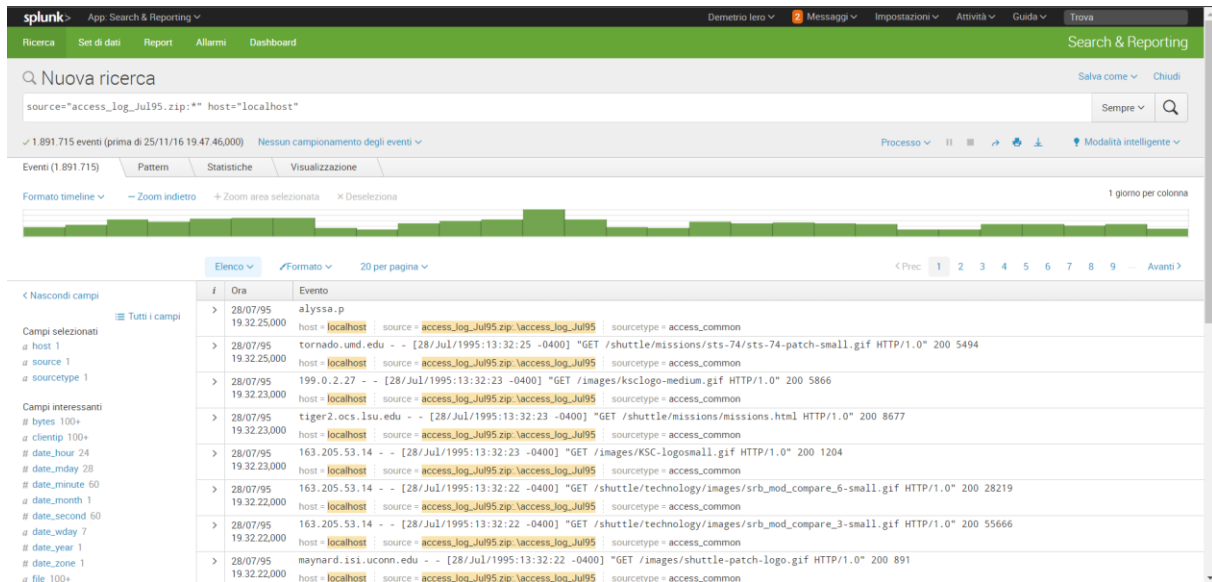 splunk> App: Search & Reporting Demetrio Iero 2 Messaggi Impostazioni Attività Guida Trova
Ricerca Set di dati Report Allarmi Dashboard Search & Reporting
Nuova ricerca Salva come Chiudi
source="access_log_Jul95.zip:*" host="localhost" Sempre
1.891.715 eventi (prima di 25/11/16 19.47.46,000) Nessun campionamento degli eventi Processo Modalità intelligente
Eventi (1.891.715) Pattern Statistiche Visualizzazione
Formato timeline — Zoom indietro + Zoom area selezionata × Deseleziona 1 giorno per colonna
Elenco Formato 20 per pagina < Prec 1 2 3 4 5 6 7 8 9 ... Avanti >
< Nascondi campi Tutti i campi
Campi selezionati
a host 1
a source 1
a sourcetype 1
Campi interessanti
# bytes 100+
a clientip 100+
# date_hour 24
# date_mday 28
# date_minute 60
a date_month 1
# date_second 60
a date_wday 7
# date_year 1
# date_zone 1
a file 100+
i Ora Evento
> 28/07/95 alyssa.p
19.32.25,000 host = localhost source = access_log_Jul95.zip:.\access_log_Jul95 sourcetype = access_common
> 28/07/95 tornado.umd.edu - - [28/Jul/1995:13:32:25 -0400] "GET /shuttle/missions/sts-74/sts-74-patch-small.gif HTTP/1.0" 200 5494
19.32.25,000 host = localhost source = access_log_Jul95.zip:.\access_log_Jul95 sourcetype = access_common
> 28/07/95 199.0.2.27 - - [28/Jul/1995:13:32:23 -0400] "GET /images/ksclogo-medium.gif HTTP/1.0" 200 5866
19.32.23,000 host = localhost source = access_log_Jul95.zip:.\access_log_Jul95 sourcetype = access_common
> 28/07/95 tiger2.ocs.lsu.edu - - [28/Jul/1995:13:32:23 -0400] "GET /shuttle/missions/missions.html HTTP/1.0" 200 8677
19.32.23,000 host = localhost source = access_log_Jul95.zip:.\access_log_Jul95 sourcetype = access_common
> 28/07/95 163.205.53.14 - - [28/Jul/1995:13:32:23 -0400] "GET /images/KSC-logosmall.gif HTTP/1.0" 200 1204
19.32.23,000 host = localhost source = access_log_Jul95.zip:.\access_log_Jul95 sourcetype = access_common
> 28/07/95 163.205.53.14 - - [28/Jul/1995:13:32:22 -0400] "GET /shuttle/technology/images/srb_mod_compare_6-small.gif HTTP/1.0" 200 28219
19.32.22,000 host = localhost source = access_log_Jul95.zip:.\access_log_Jul95 sourcetype = access_common
> 28/07/95 163.205.53.14 - - [28/Jul/1995:13:32:22 -0400] "GET /shuttle/technology/images/srb_mod_compare_3-small.gif HTTP/1.0" 200 55666
19.32.22,000 host = localhost source = access_log_Jul95.zip:.\access_log_Jul95 sourcetype = access_common
> 28/07/95 maynard.isi.uconn.edu - - [28/Jul/1995:13:32:22 -0400] "GET /images/shuttle-patch-logo.gif HTTP/1.0" 200 891
19.32.22,000 host = localhost source = access_log_Jul95.zip:.\access_log_Jul95 sourcetype = access_common